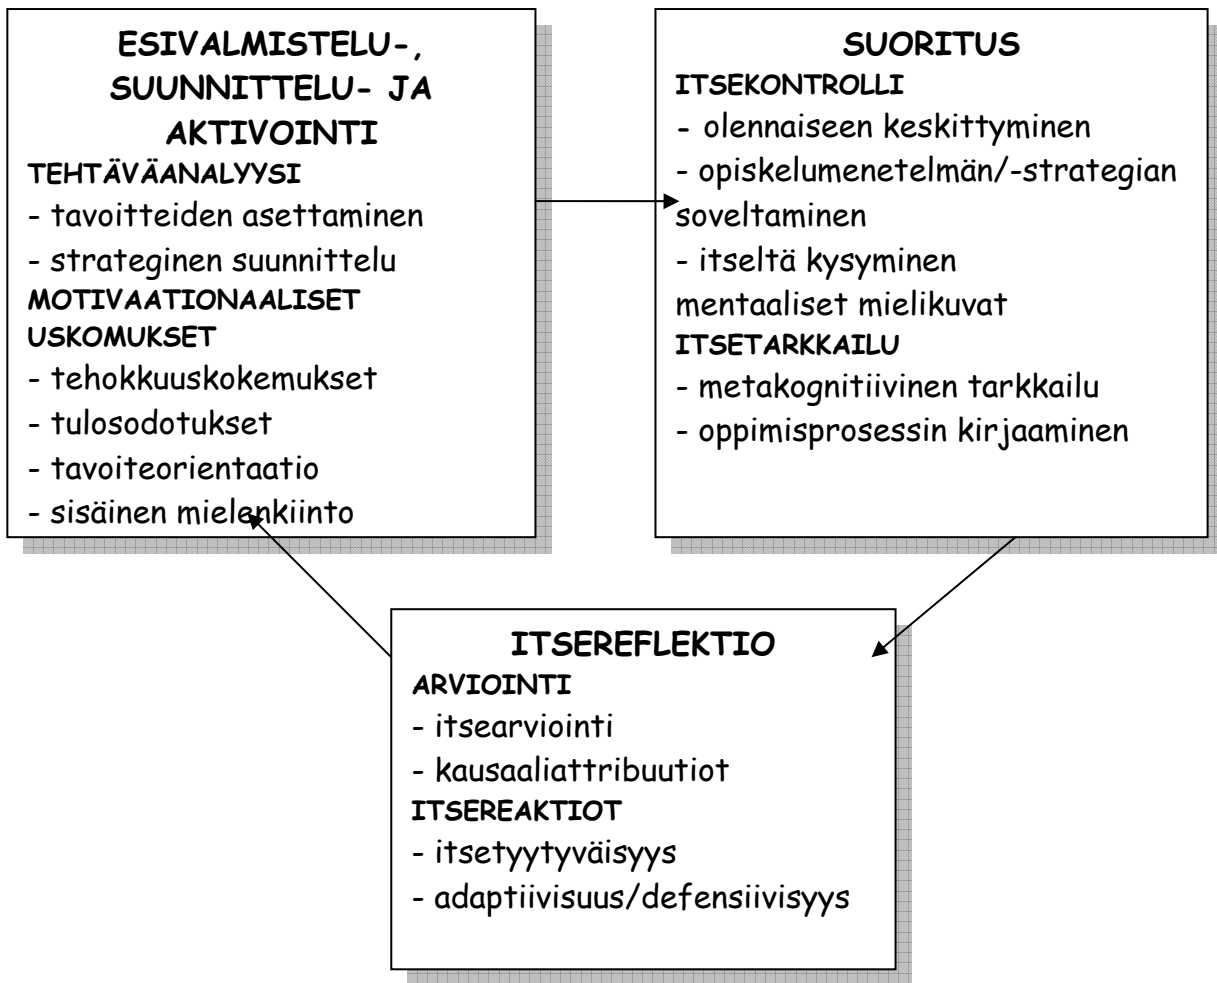 ESIVALMISTELU-,
SUUNNITTELU- JA
AKTIVOINTI
TEHTÄVÄANALYYSI
- tavoitteiden asettaminen
- strateginen suunnittelu
MOTIVAATIONAALISET
USKOMUKSET
- tehokkuuskokemukset
- tulosodotukset
- tavoiteorientaatio
- sisäinen mielenkiinto
SUORITUS
ITSEKONTROLLI
- olennaiseen keskittyminen
- opiskelumenetelmän/-strategian
soveltaminen
- itseltä kysyminen
mentaaliset mielikuvat
ITSETARKKAILU
- metakognitiivinen tarkkailu
- oppimisprosessin kirjaaminen
ITSEREFLEKTIO
ARVIOINTI
- itsearviointi
- kausaaliattribuutiot
ITSEREAKTIOT
- itsetyytyväisyys
- adaptiivisuus/defensiivisyys